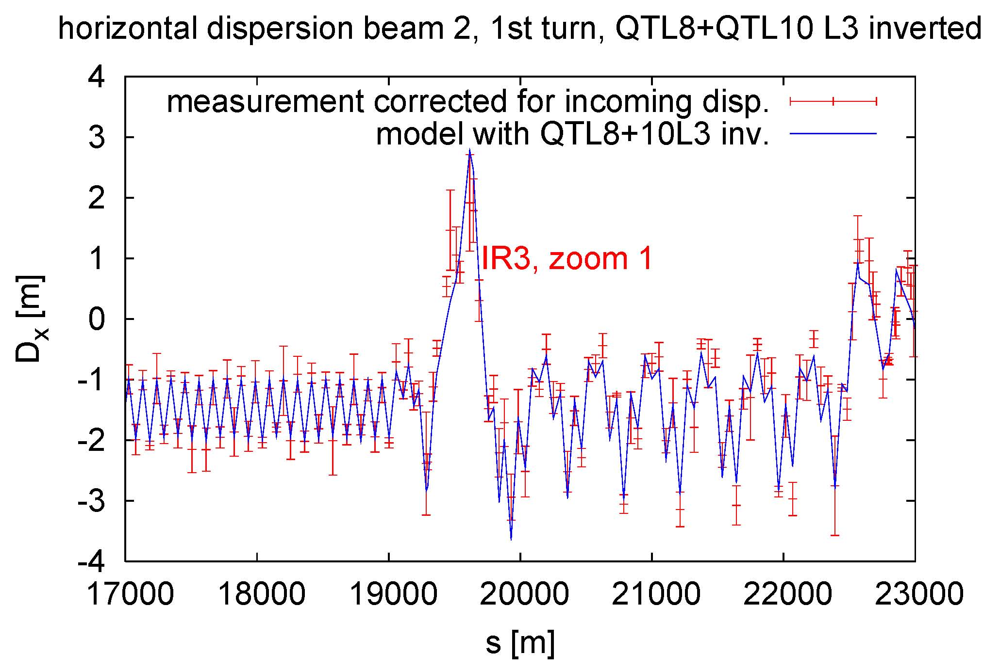 horizontal dispersion beam 2, 1st turn, QTL8+QTL10 L3 inverted
measurement corrected for incoming disp.
model with QTL8+10L3 inv.
IR3, zoom 1
Dx [m]
4
3
2
1
0
-1
-2
-3
-4
17000 18000 19000 20000 21000 22000 23000
s [m]